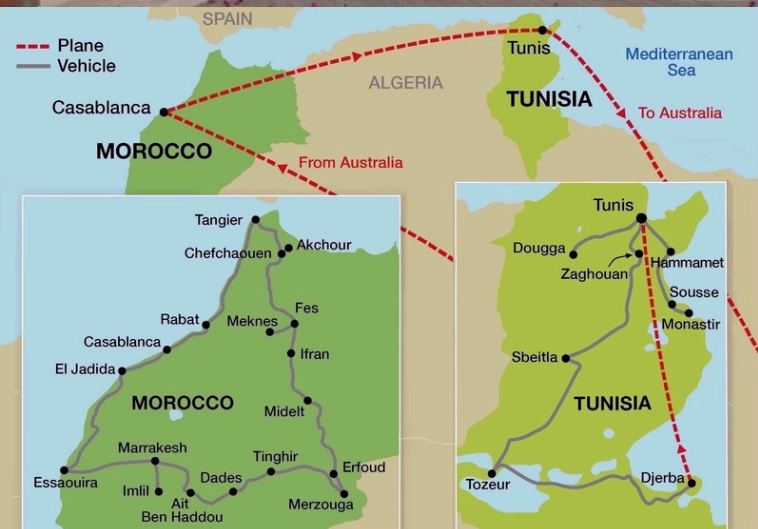 SPAIN
Plane
Vehicle
Tunis
Mediterranean
Sea
ALGERIA
Casablanca
TUNISIA
To Australia
MOROCCO
From Australia
Tangier
Chefchaouen
Akchour
Rabat
Meknes
Fes
Casablanca
Ifran
El Jadida
MOROCCO
Midelt
Marrakesh
Tinghir
Erfoud
Essaouira
Imlil
Dades
Ait
Ben Haddou
Merzouga
Tunis
Dougga
Zaghouan
Hammamet
Sousse
Monastir
Sbeitla
TUNISIA
Tozeur
Djerba